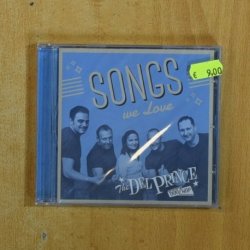 € 9,00
SONGS
we Love
The DEL PRINCE